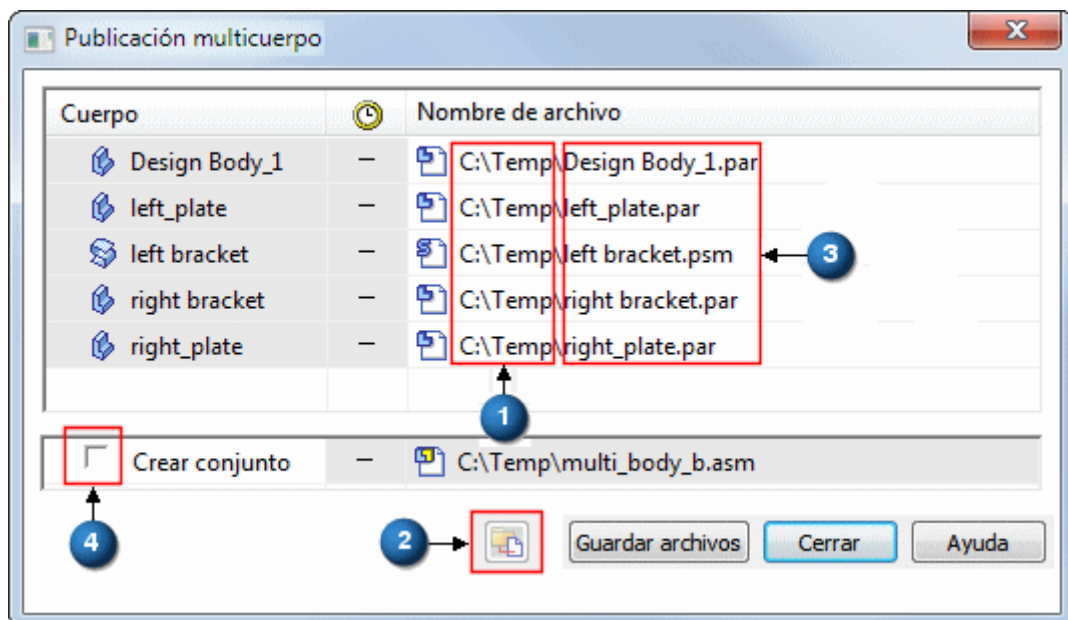 Publicación multicuerpo
Cuerpo Nombre de archivo
Design Body_1 — C:\Temp\Design Body_1.par
left_plate — C:\Temp\left_plate.par
left bracket — C:\Temp\left bracket.psm
3
right bracket — C:\Temp\right bracket.par
right_plate — C:\Temp\right_plate.par
1
Crear conjunto — C:\Temp\multi_body_b.asm
4
2
Guardar archivos Cerrar Ayuda